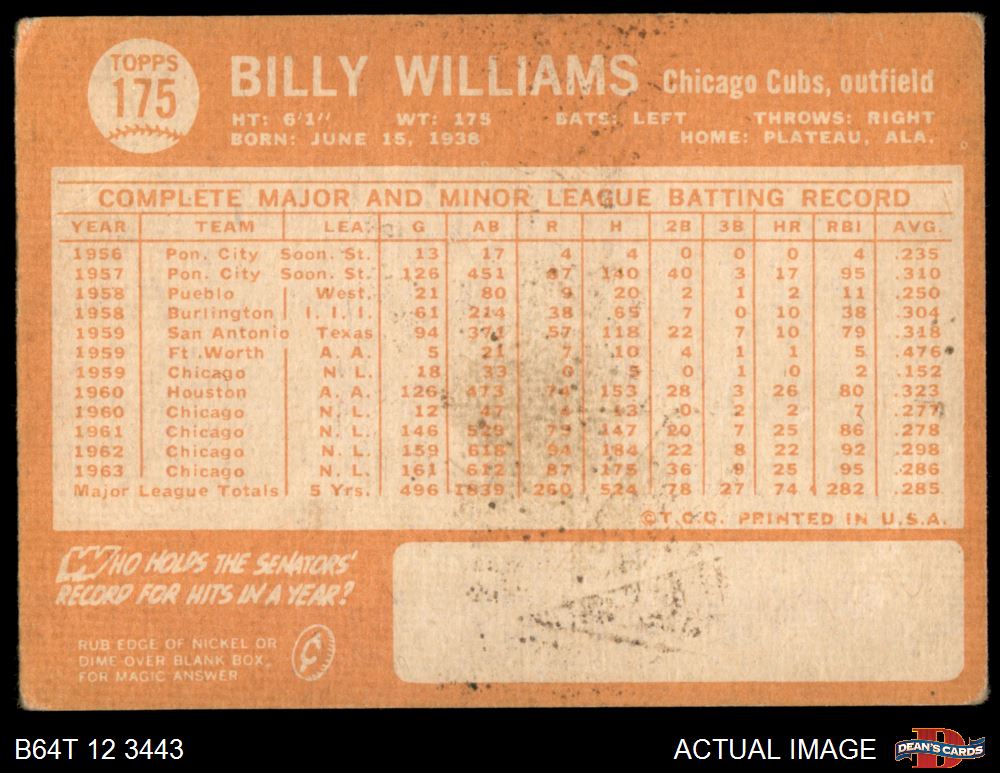 TOPPS
175
BILLY WILLIAMS Chicago Cubs, outfield
HT: 6'1" WT: 175 BATS: LEFT THROWS: RIGHT
BORN: JUNE 15, 1938 HOME: PLATEAU, ALA.
COMPLETE MAJOR AND MINOR LEAGUE BATTING RECORD
YEAR TEAM LEA. G AB R H 2B 3B HR RBI AVG.
1956 Pon. City Soon. St. 13 17 4 4 0 0 0 4 .235
1957 Pon. City Soon. St. 126 451 87 140 40 3 17 95 .310
1958 Pueblo West. 21 80 9 20 2 1 2 11 .250
1958 Burlington I. I. I. 61 214 38 65 7 0 10 38 .304
1959 San Antonio Texas 94 371 57 118 22 7 10 79 .318
1959 Ft. Worth A. A. 5 21 7 10 4 1 1 5 .476
1959 Chicago N. L. 18 33 0 5 0 1 0 2 .152
1960 Houston A. A. 126 473 74 153 28 3 26 80 .323
1960 Chicago N. L. 12 47 4 13 0 2 2 7 .277
1961 Chicago N. L. 146 529 75 147 20 7 25 86 .278
1962 Chicago N. L. 159 618 94 184 22 8 22 92 .298
1963 Chicago N. L. 161 612 87 175 36 9 25 95 .286
Major League Totals 5 Yrs. 496 1839 260 524 78 27 74 282 .285
©T.C.G. PRINTED IN U.S.A.
WHO HOLDS THE SENATORS'
RECORD FOR HITS IN A YEAR?
RUB EDGE OF NICKEL OR
DIME OVER BLANK BOX,
FOR MAGIC ANSWER
B64T 12 3443
ACTUAL IMAGE
DEAN'S CARDS